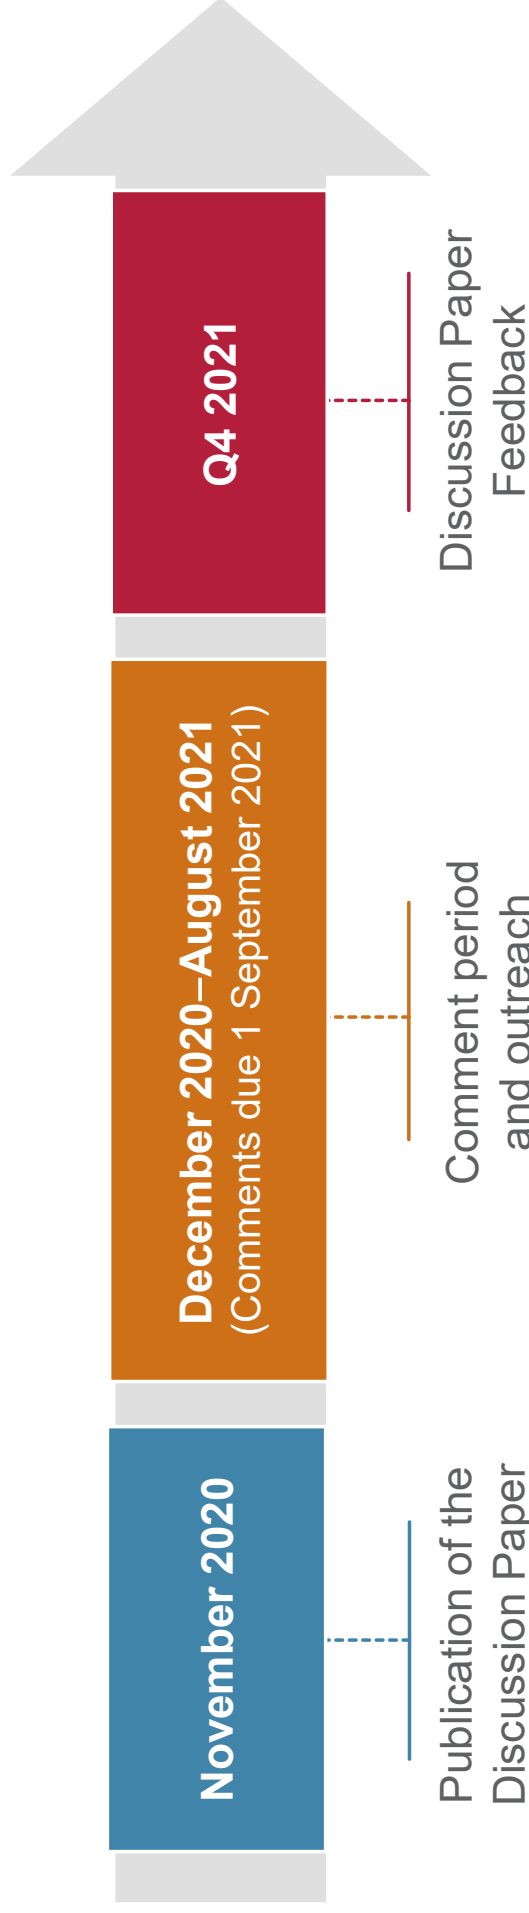 November 2020
Publication of the
Discussion Paper
December 2020–August 2021
(Comments due 1 September 2021)
Comment period
and outreach
Q4 2021
Discussion Paper
Feedback